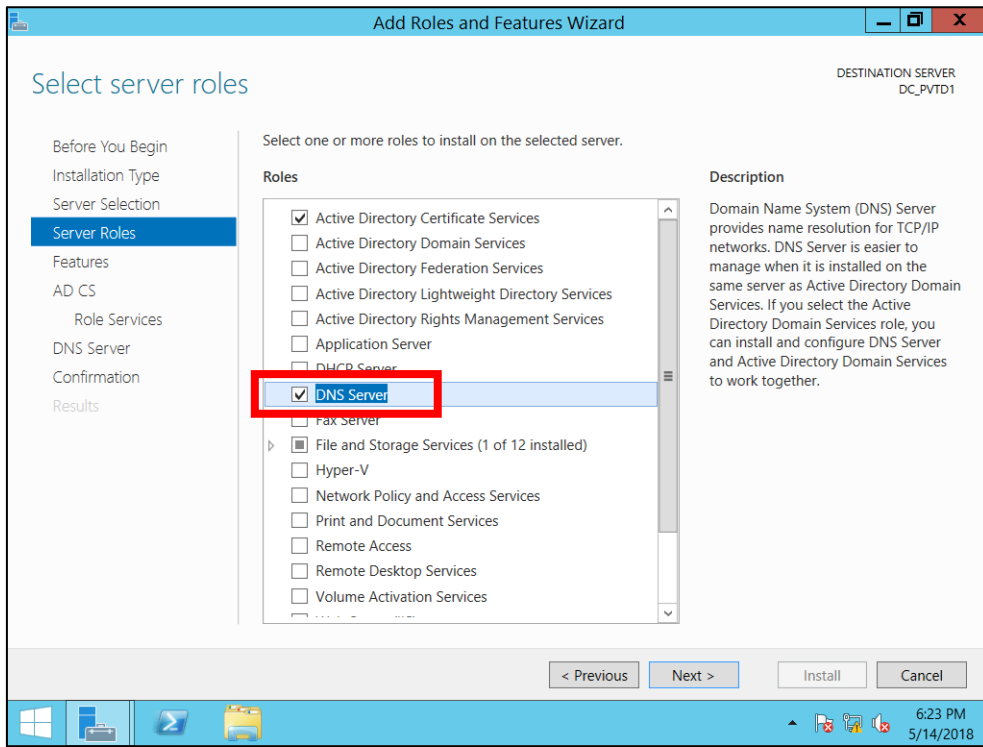 Add Roles and Features Wizard
Select server roles
DESTINATION SERVER
DC_PVTD1
Before You Begin
Installation Type
Server Selection
Server Roles
Features
AD CS
Role Services
DNS Server
Confirmation
Results
Select one or more roles to install on the selected server.
Roles
Active Directory Certificate Services
Active Directory Domain Services
Active Directory Federation Services
Active Directory Lightweight Directory Services
Active Directory Rights Management Services
Application Server
DHCP Server
DNS Server
Fax Server
File and Storage Services (1 of 12 installed)
Hyper-V
Network Policy and Access Services
Print and Document Services
Remote Access
Remote Desktop Services
Volume Activation Services
Description
Domain Name System (DNS) Server
provides name resolution for TCP/IP
networks. DNS Server is easier to
manage when it is installed on the
same server as Active Directory Domain
Services. If you select the Active
Directory Domain Services role, you
can install and configure DNS Server
and Active Directory Domain Services
to work together.
< Previous
Next >
Install
Cancel
6:23 PM
5/14/2018